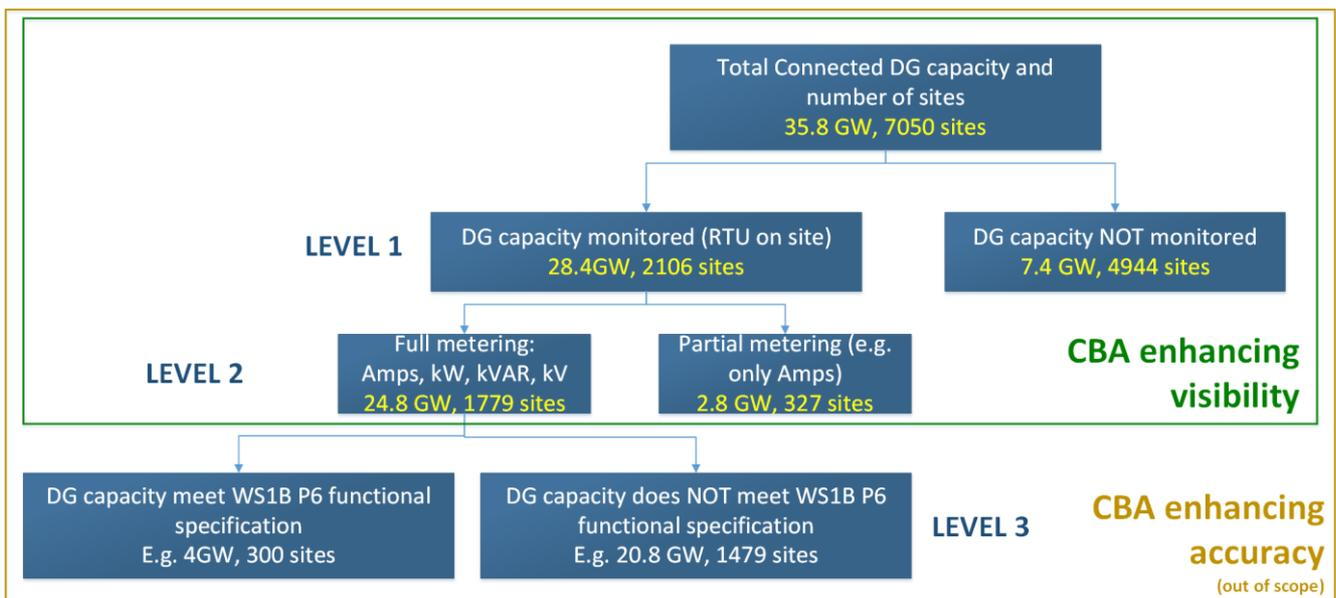 Total Connected DG capacity and
number of sites
35.8 GW, 7050 sites
LEVEL 1
DG capacity monitored (RTU on site)
28.4GW, 2106 sites
DG capacity NOT monitored
7.4 GW, 4944 sites
LEVEL 2
Full metering:
Amps, kW, kVAR, kV
24.8 GW, 1779 sites
Partial metering (e.g.
only Amps)
2.8 GW, 327 sites
CBA enhancing
visibility
DG capacity meet WS1B P6 functional
specification
E.g. 4GW, 300 sites
DG capacity does NOT meet WS1B P6
functional specification
E.g. 20.8 GW, 1479 sites
LEVEL 3
CBA enhancing
accuracy
(out of scope)